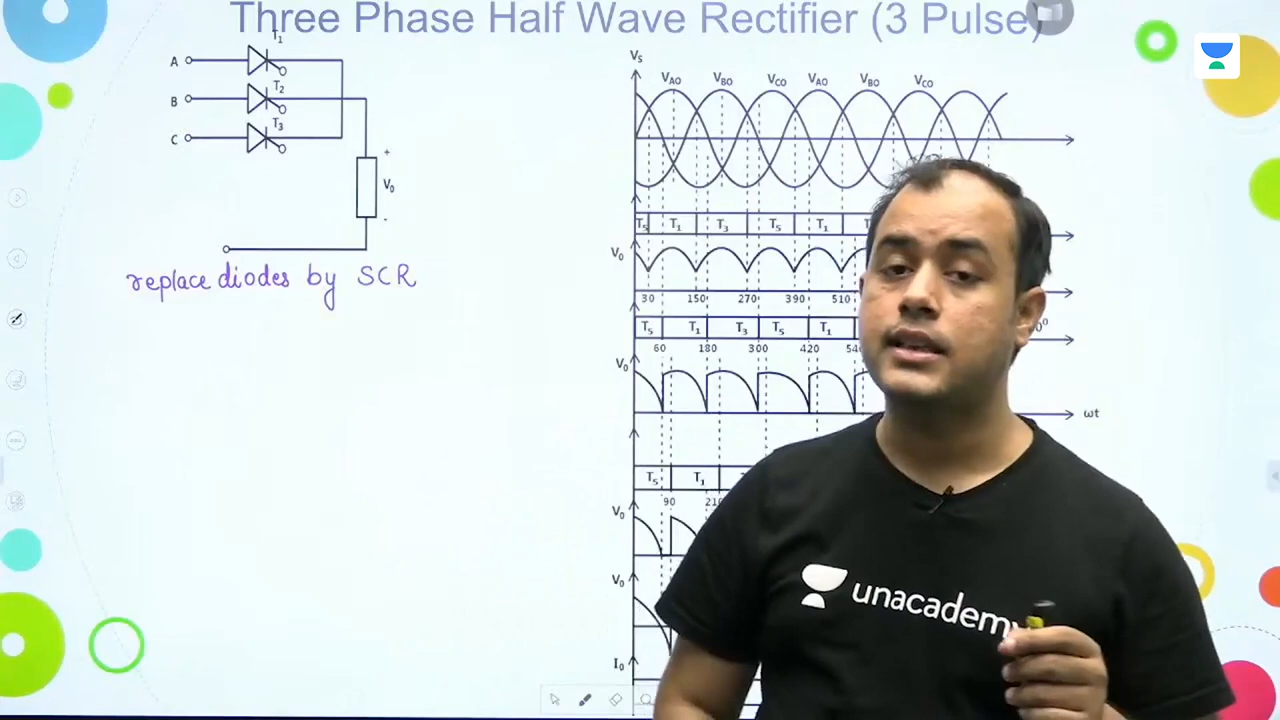 Three Phase Half Wave Rectifier (3 Pulse)
T1
A
T2
B
T3
C
+
V0
-
replace diodes by SCR
VS
VAO VBO VCO VAO VBO VCO
T5 T1 T3 T5 T1
V0
30 150 270 390 510
T5 T1 T3 T5 T1
60 180 300 420
V0
ωt
T5 T1
90
V0
V0
I0
unacademy